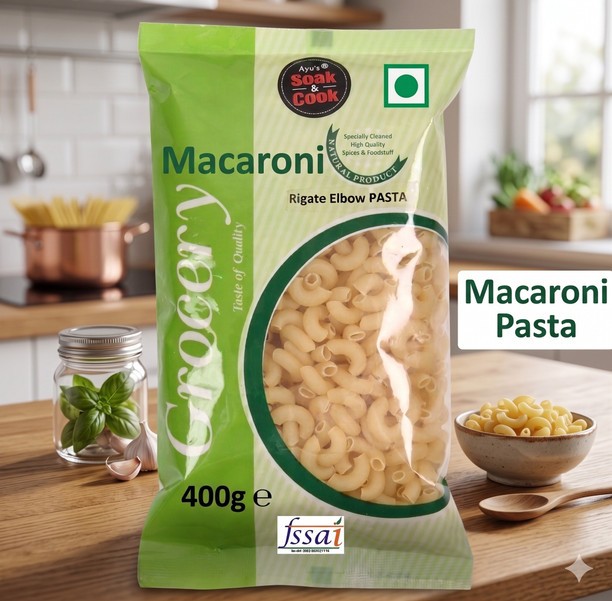 Ayu's®
Soak
&
Cook
Specially Cleaned
High Quality
Spices & Foodstuff
NATURAL PRODUCT
Macaroni
Rigate Elbow PASTA
Grocery
Taste of Quality
Macaroni
Pasta
400g ℮
fssai